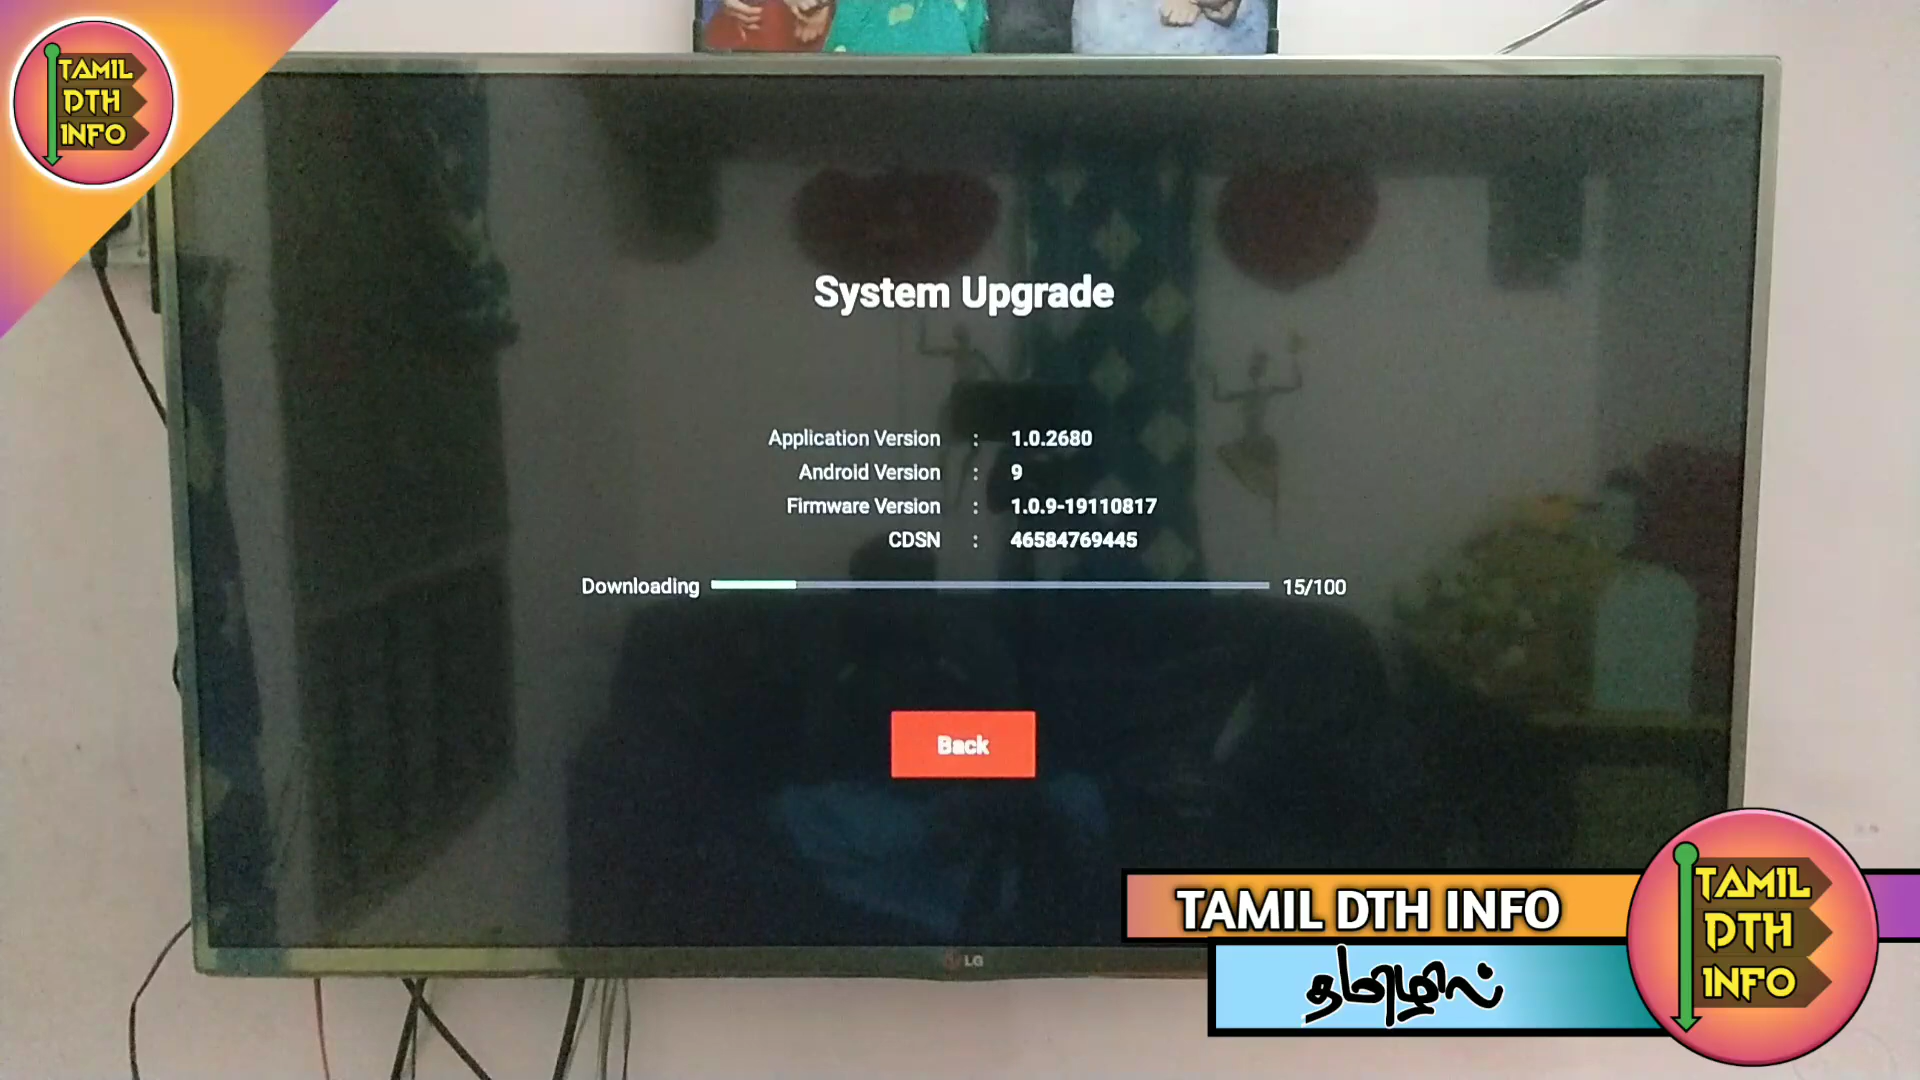 TAMIL
DTH
INFO
System Upgrade
Application Version : 1.0.2680
Android Version : 9
Firmware Version : 1.0.9-19110817
CDSN : 46584769445
Downloading 15/100
Back
LG
TAMIL DTH INFO
தமிழில்
TAMIL
DTH
INFO